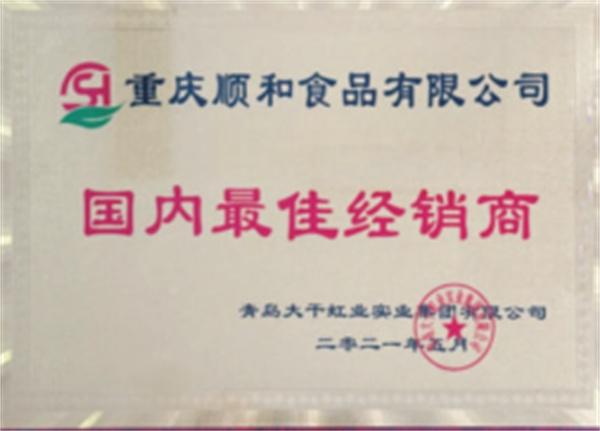 重庆顺和食品有限公司
国内最佳经销商
青岛大千虹业实业集团有限公司
二零二一年五月